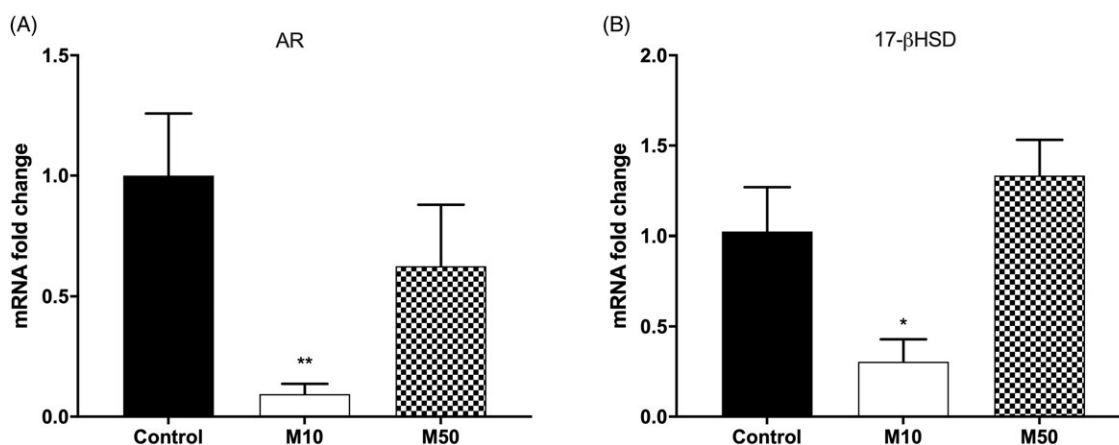 (A)
AR
mRNA fold change
1.5
1.0
0.5
0.0
**
Control M10 M50
(B)
17-βHSD
mRNA fold change
2.0
1.5
1.0
0.5
0.0
*
Control M10 M50